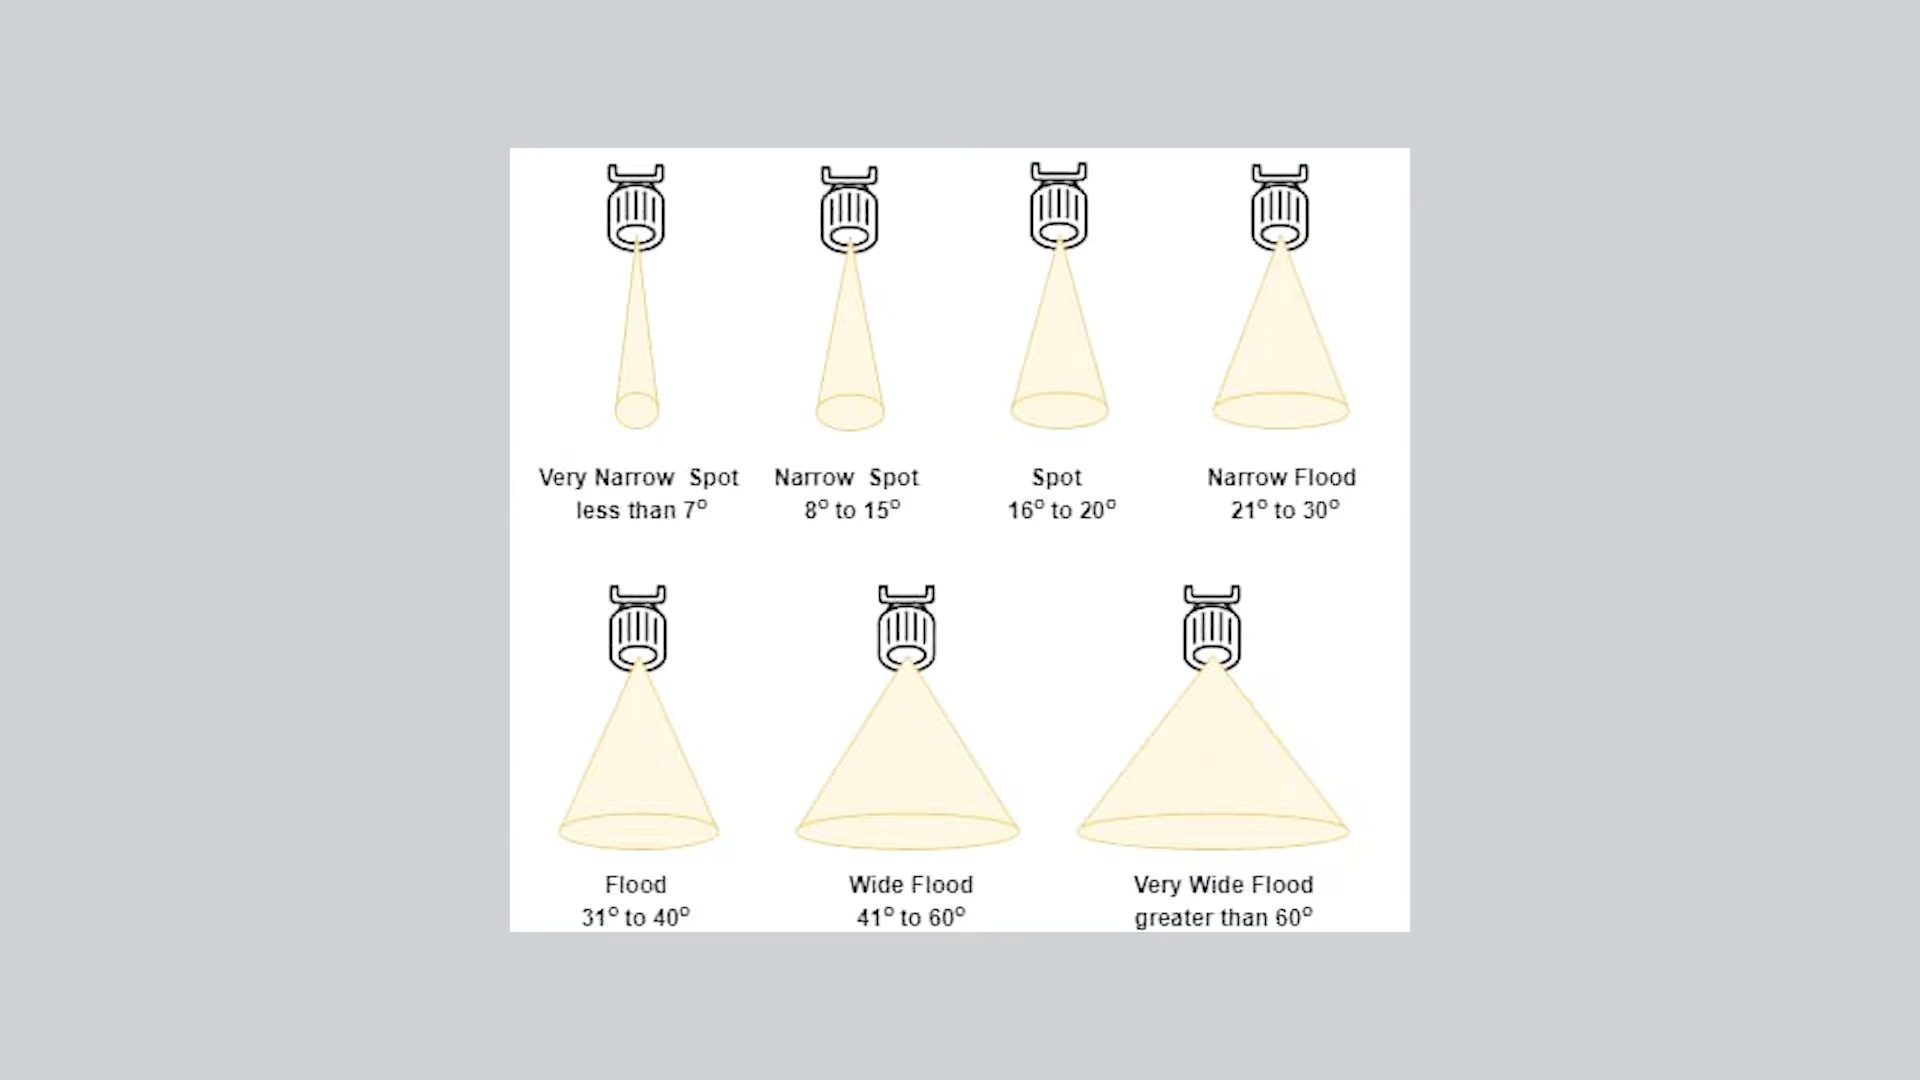 Very Narrow Spot
less than 7°
Narrow Spot
8° to 15°
Spot
16° to 20°
Narrow Flood
21° to 30°
Flood
31° to 40°
Wide Flood
41° to 60°
Very Wide Flood
greater than 60°